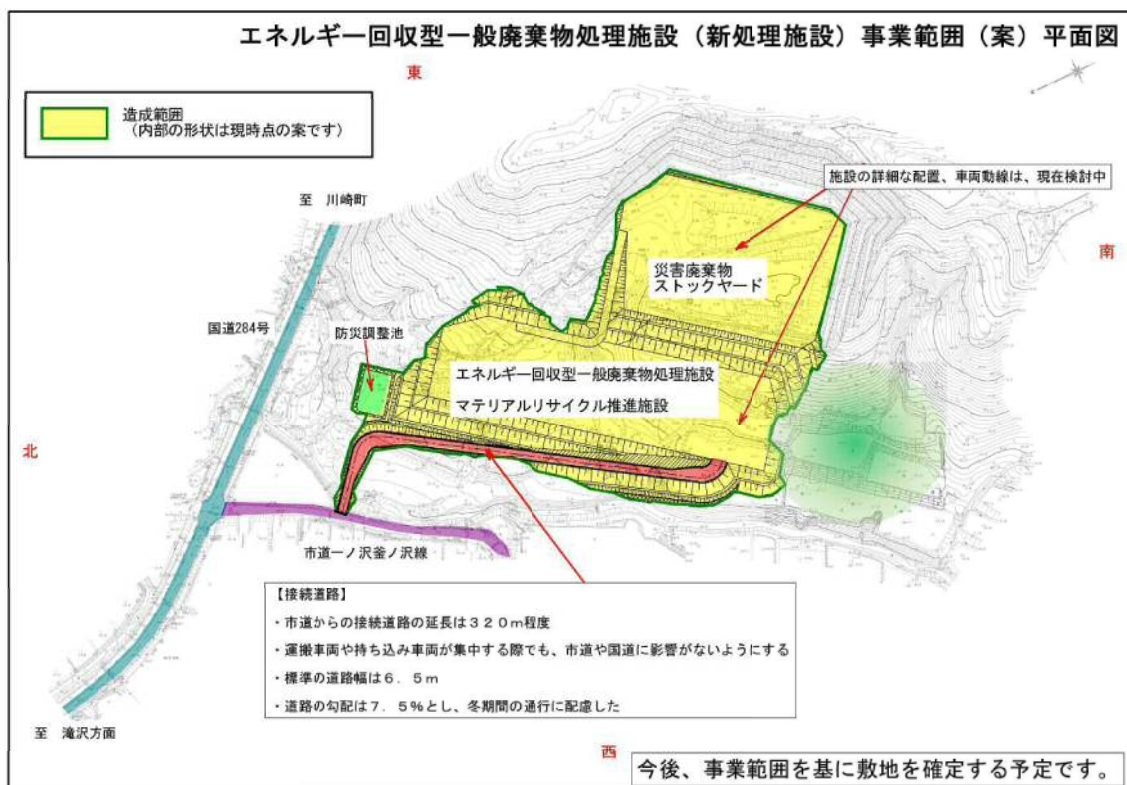 エネルギー回収型一般廃棄物処理施設（新処理施設）事業範囲（案）平面図
東
造成範囲
（内部の形状は現時点の案です）
施設の詳細な配置、車両動線は、現在検討中
至　川崎町
南
災害廃棄物
ストックヤード
国道284号
防災調整池
エネルギー回収型一般廃棄物処理施設
マテリアルリサイクル推進施設
北
市道一ノ沢釜ノ沢線
【接続道路】
・市道からの接続道路の延長は３２０ｍ程度
・運搬車両や持ち込み車両が集中する際でも、市道や国道に影響がないようにする
・標準の道路幅は６．５ｍ
・道路の勾配は７．５％とし、冬期間の通行に配慮した
至　滝沢方面
西
今後、事業範囲を基に敷地を確定する予定です。